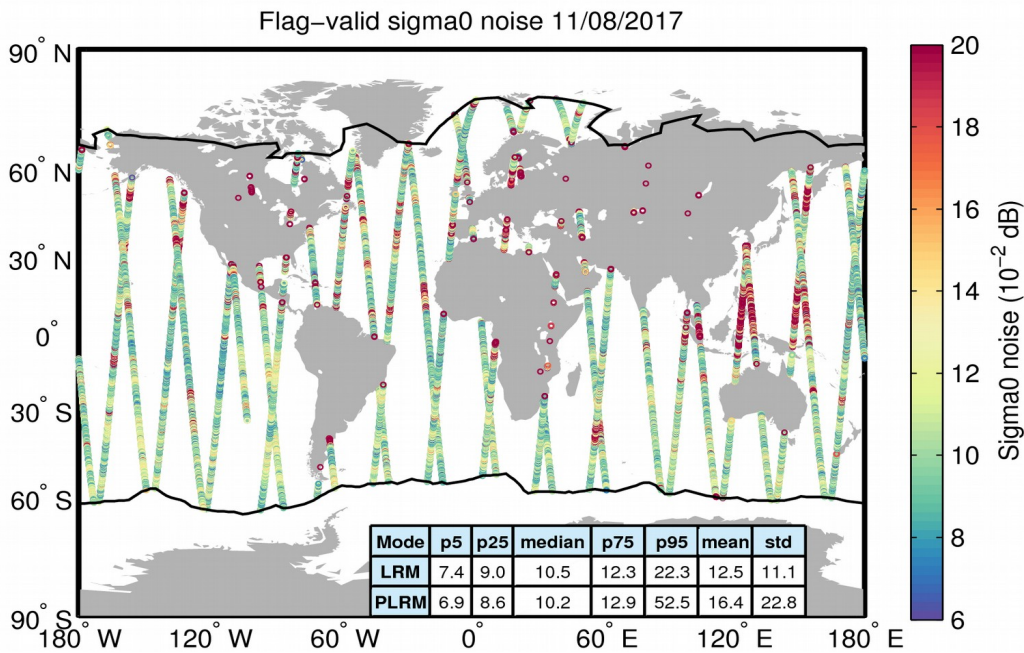 Flag−valid sigma0 noise 11/08/2017
90° N
60° N
30° N
0°
30° S
60° S
90° S
180° W
120° W
60° W
0°
60° E
120° E
180° E
20
18
16
14
12
10
8
6
Sigma0 noise (10−2 dB)
Mode p5 p25 median p75 p95 mean std
LRM 7.4 9.0 10.5 12.3 22.3 12.5 11.1
PLRM 6.9 8.6 10.2 12.9 52.5 16.4 22.8